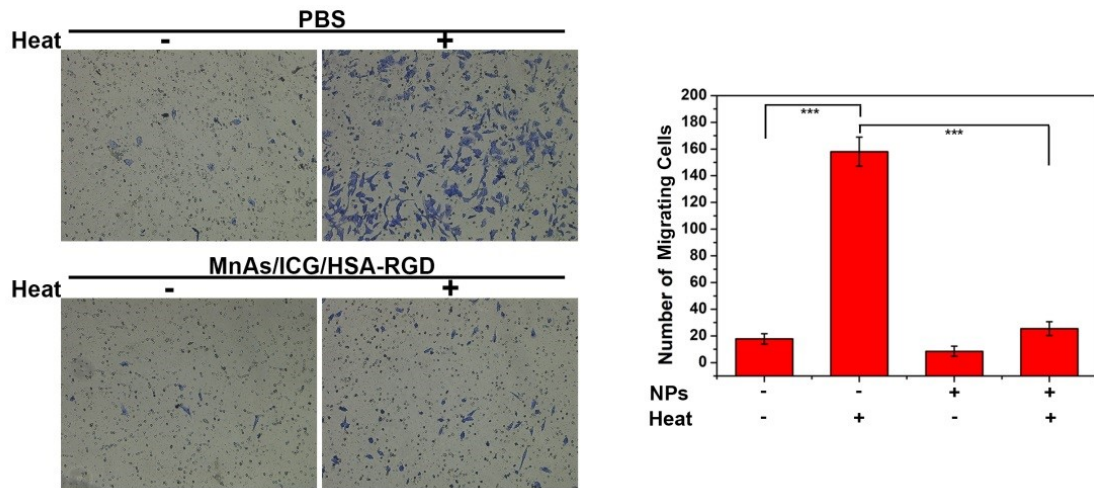 PBS
Heat - +
MnAs/ICG/HSA-RGD
Heat - +
Number of Migrating Cells
200
180
160
140
120
100
80
60
40
20
0
***
***
NPs - - + +
Heat - + - +